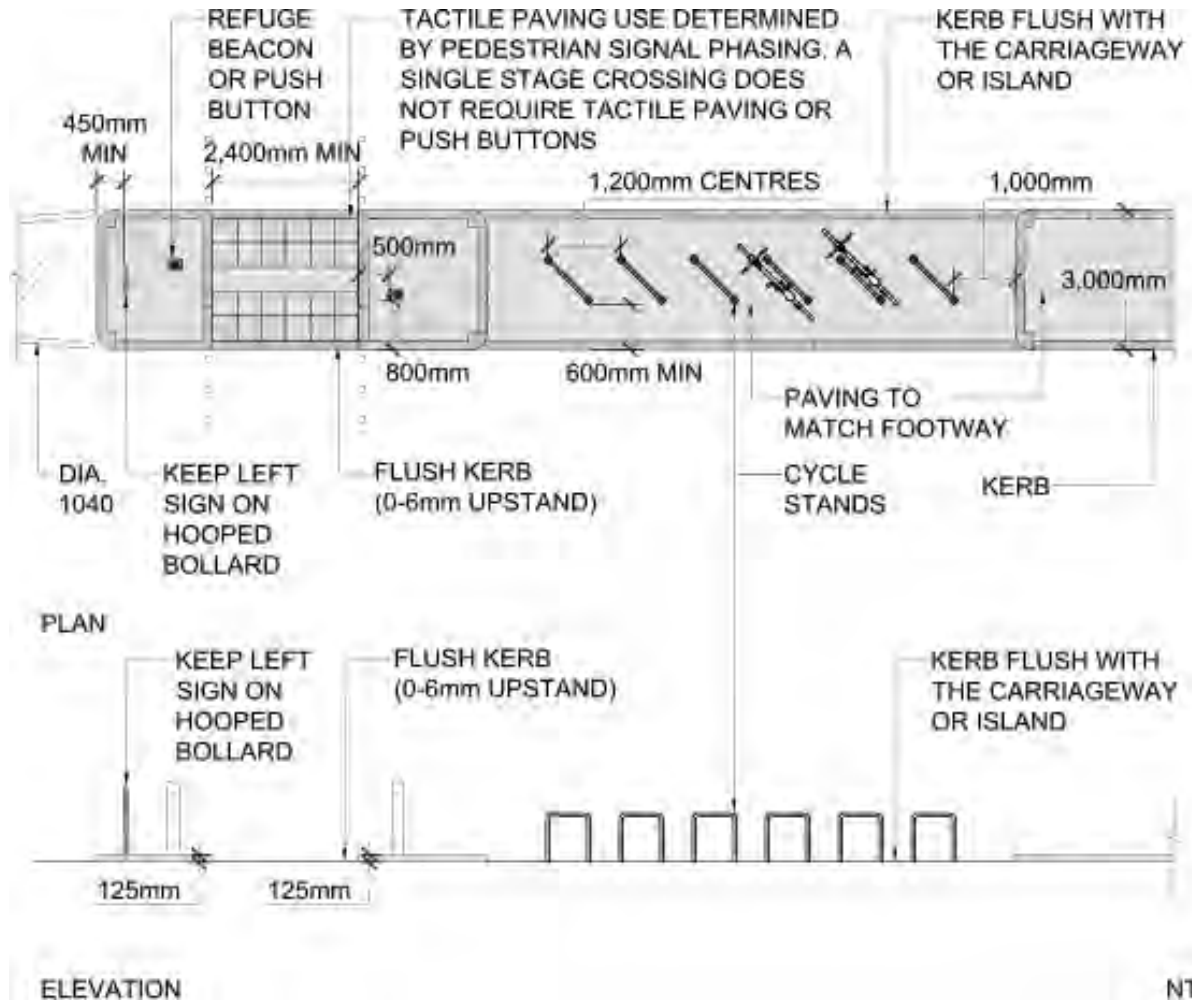 REFUGE
BEACON
OR PUSH
BUTTON
TACTILE PAVING USE DETERMINED
BY PEDESTRIAN SIGNAL PHASING. A
SINGLE STAGE CROSSING DOES
NOT REQUIRE TACTILE PAVING OR
PUSH BUTTONS
KERB FLUSH WITH
THE CARRIAGEWAY
OR ISLAND
450mm
MIN
2,400mm MIN
1,200mm CENTRES
1,000mm
500mm
3,000mm
800mm
600mm MIN
PAVING TO
MATCH FOOTWAY
DIA.
1040
KEEP LEFT
SIGN ON
HOOPED
BOLLARD
FLUSH KERB
(0-6mm UPSTAND)
CYCLE
STANDS
KERB
PLAN
KEEP LEFT
SIGN ON
HOOPED
BOLLARD
FLUSH KERB
(0-6mm UPSTAND)
KERB FLUSH WITH
THE CARRIAGEWAY
OR ISLAND
125mm
125mm
ELEVATION